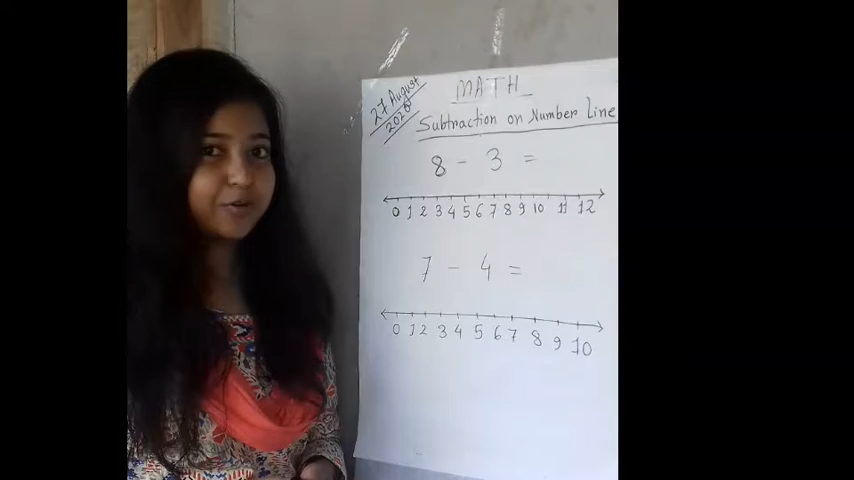 27 August
2020
MATH
Subtraction on Number Line
8 - 3 =
0 1 2 3 4 5 6 7 8 9 10 11 12
7 - 4 =
0 1 2 3 4 5 6 7 8 9 10